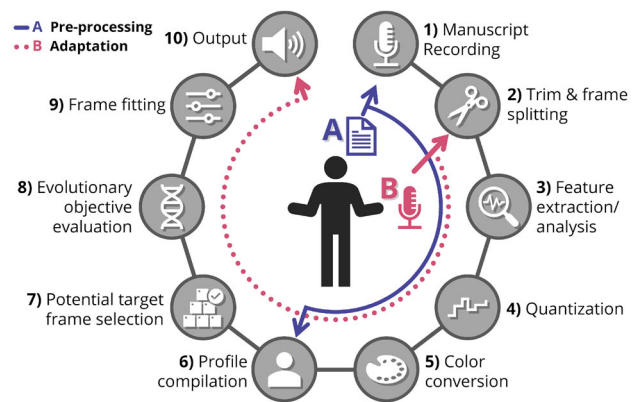 A Pre-processing
B Adaptation
1) Manuscript
Recording
2) Trim & frame
splitting
3) Feature
extraction/
analysis
4) Quantization
5) Color
conversion
6) Profile
compilation
7) Potential target
frame selection
8) Evolutionary
objective
evaluation
9) Frame fitting
10) Output
A
B